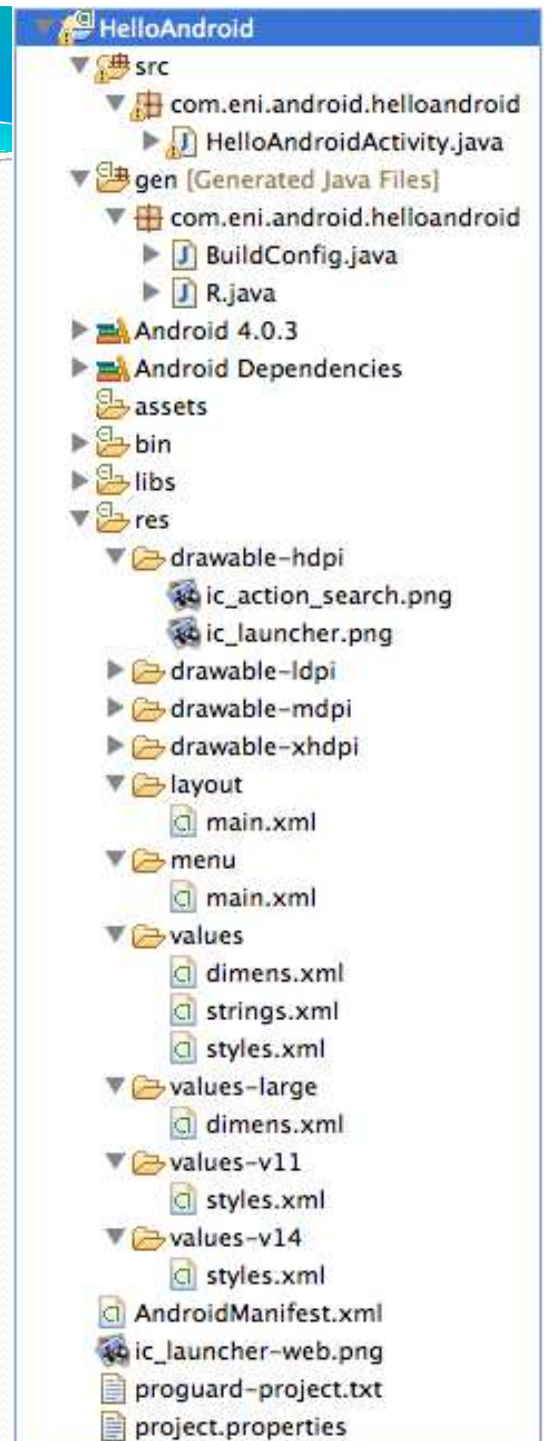 HelloAndroid
src
com.eni.android.helloandroid
HelloAndroidActivity.java
gen [Generated Java Files]
com.eni.android.helloandroid
BuildConfig.java
R.java
Android 4.0.3
Android Dependencies
assets
bin
libs
res
drawable-hdpi
ic_action_search.png
ic_launcher.png
drawable-ldpi
drawable-mdpi
drawable-xhdpi
layout
main.xml
menu
main.xml
values
dimens.xml
strings.xml
styles.xml
values-large
dimens.xml
values-v11
styles.xml
values-v14
styles.xml
AndroidManifest.xml
ic_launcher-web.png
proguard-project.txt
project.properties